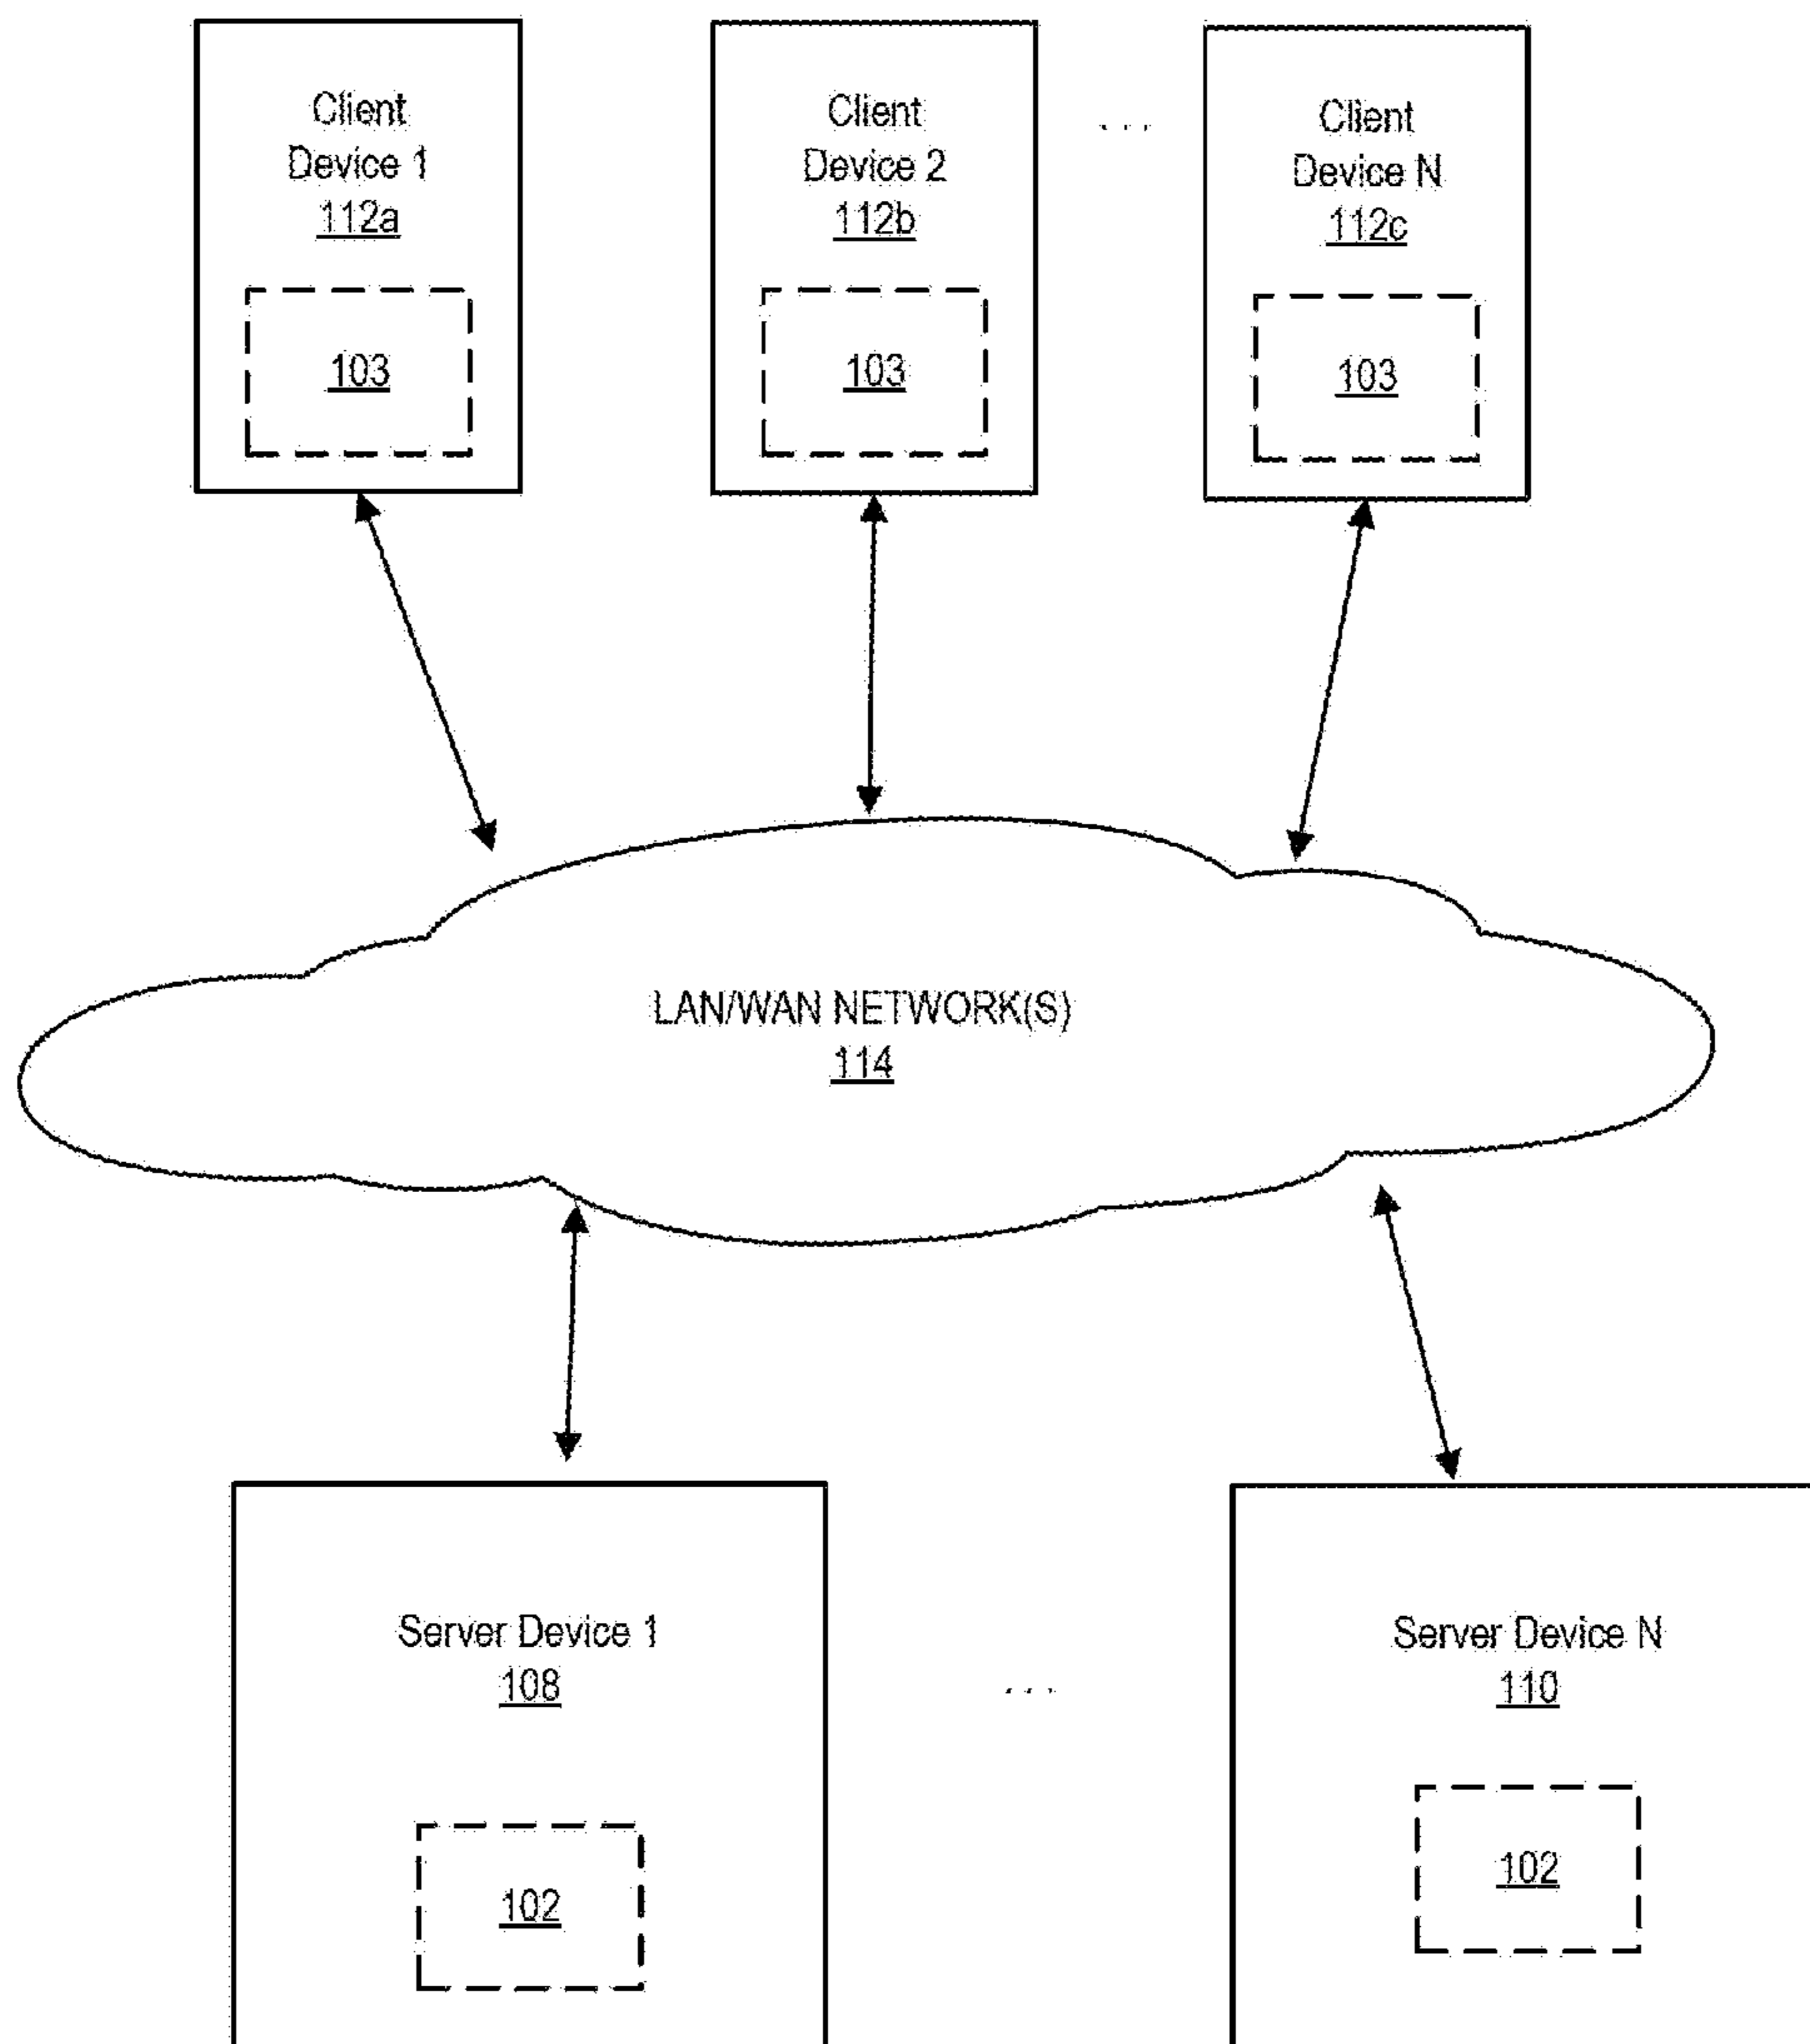 Client
Device 1
112a
103
Client
Device 2
112b
103
...
Client
Device N
112c
103
LAN/WAN NETWORK(S)
114
Server Device 1
108
102
...
Server Device N
110
102